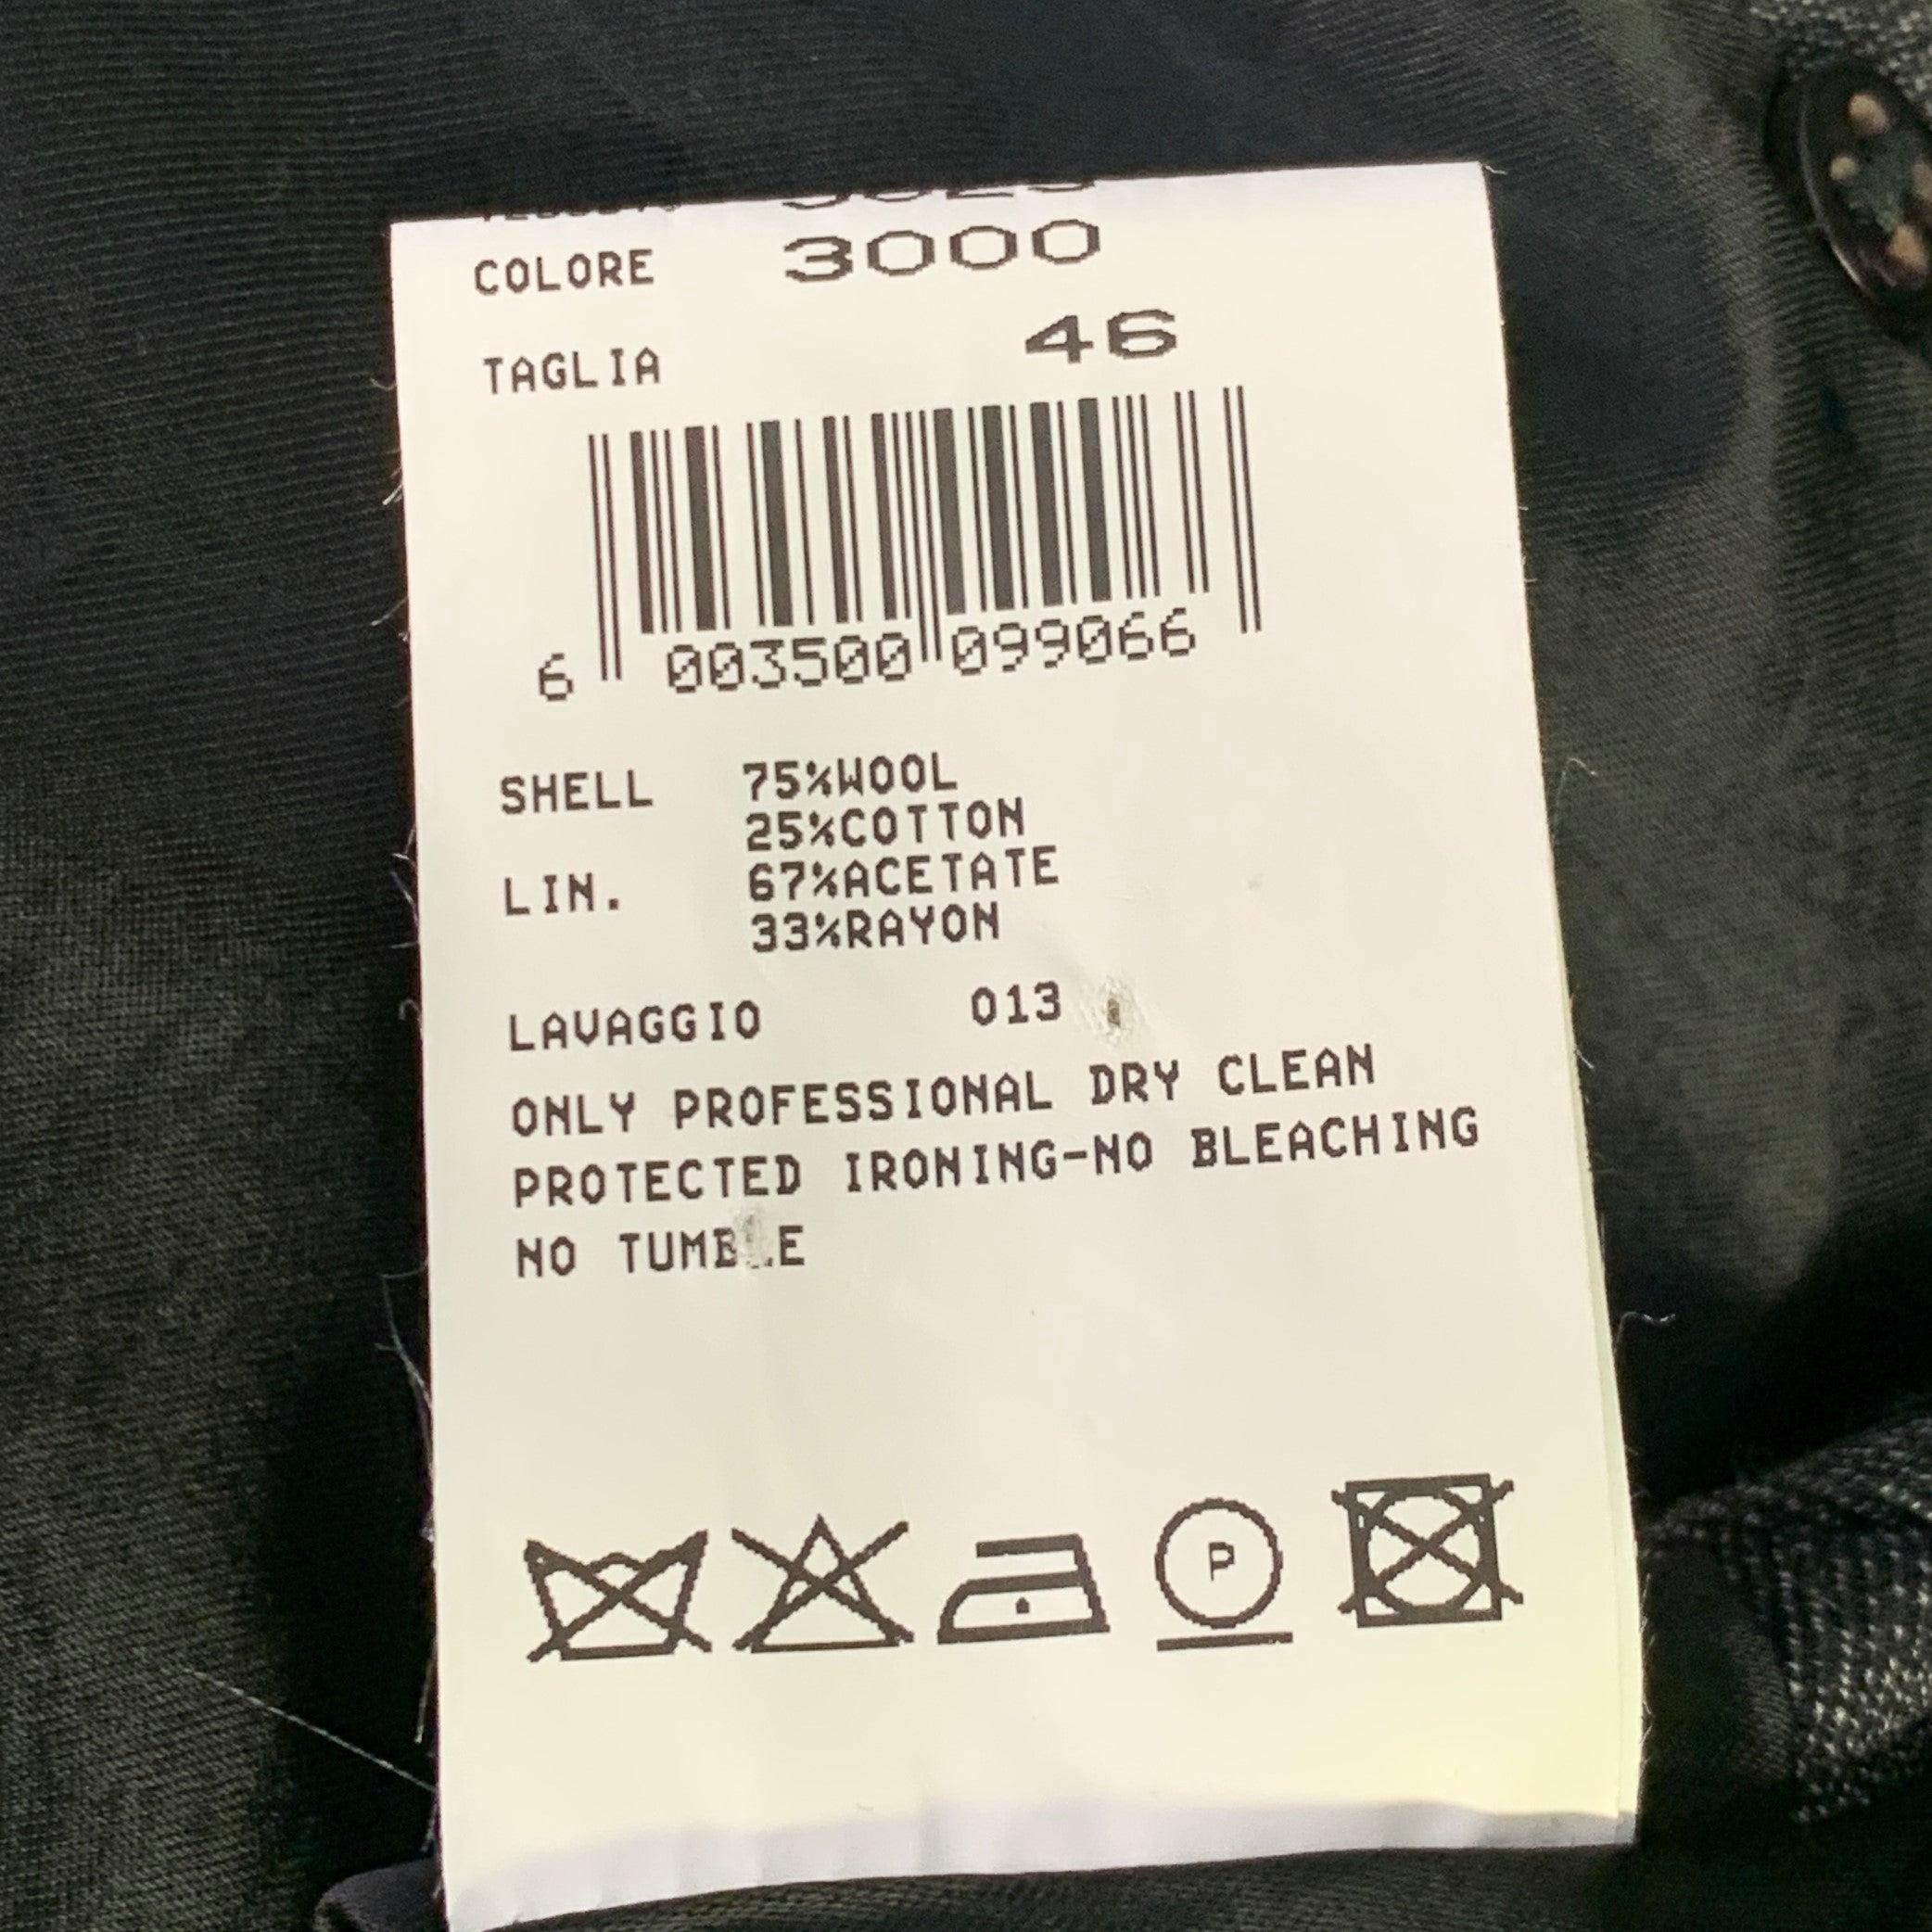 COLORE 3000
TAGLIA 46
6 003500 099066
SHELL 75%WOOL
25%COTTON
LIN. 67%ACETATE
33%RAYON
LAVAGGIO 013
ONLY PROFESSIONAL DRY CLEAN
PROTECTED IRONING-NO BLEACHING
NO TUMBLE
P